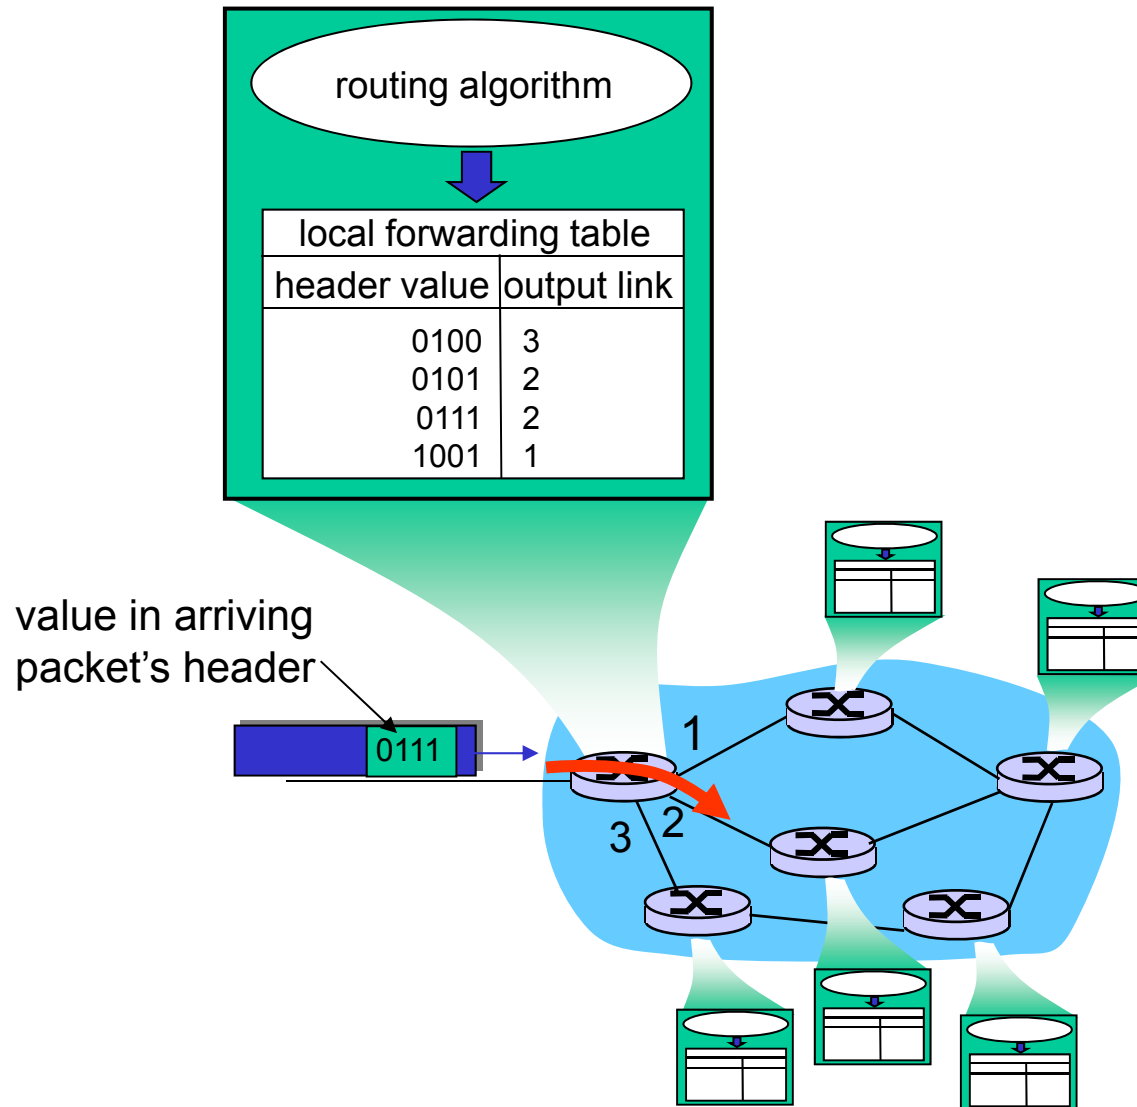 routing algorithm
local forwarding table
header value output link
0100 3
0101 2
0111 2
1001 1
value in arriving
packet's header
0111
1
2
3